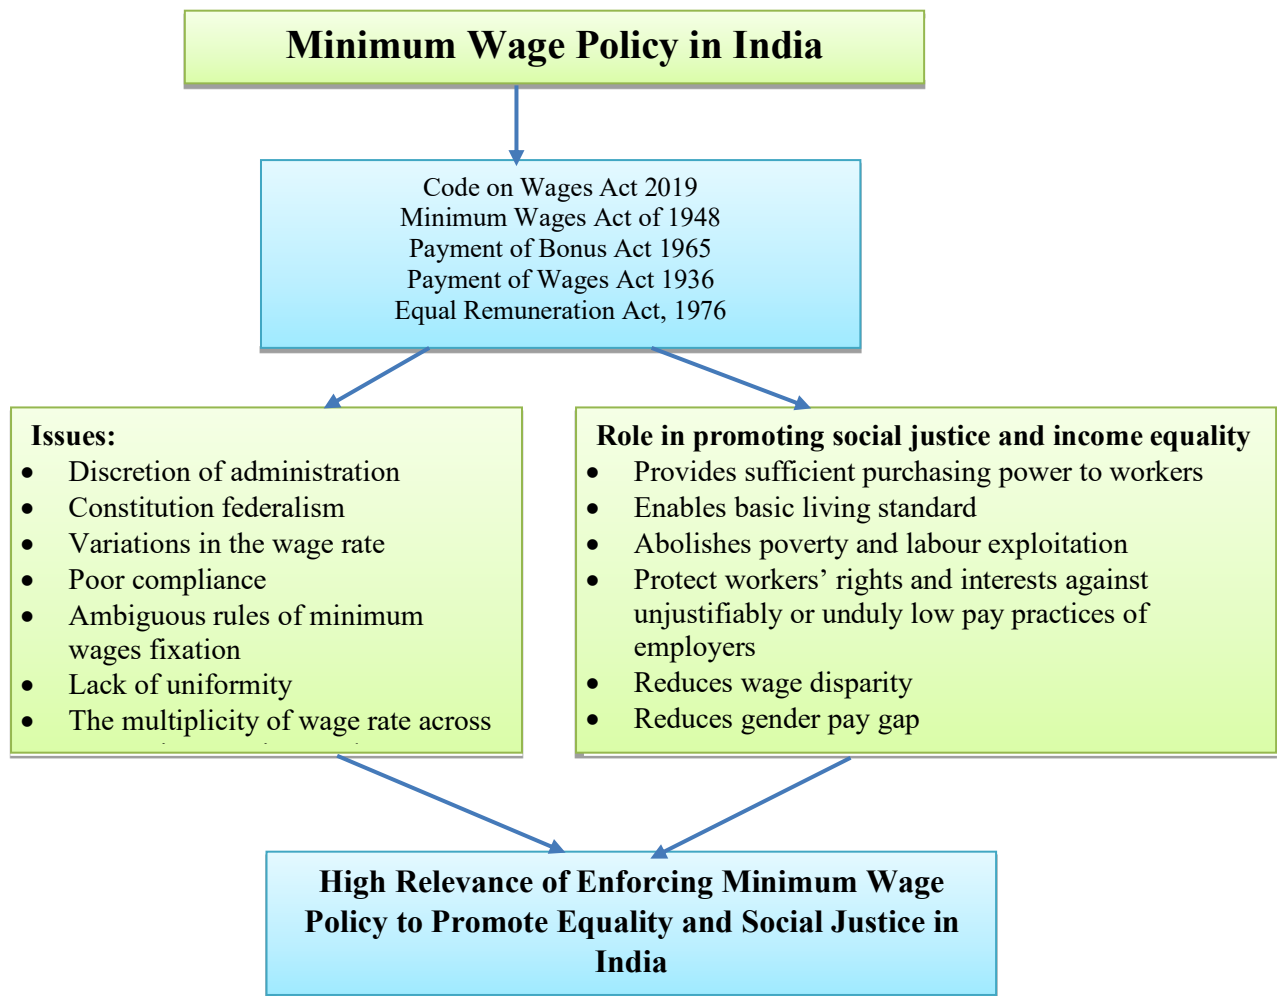 Minimum Wage Policy in India
Code on Wages Act 2019
Minimum Wages Act of 1948
Payment of Bonus Act 1965
Payment of Wages Act 1936
Equal Remuneration Act, 1976
Issues:
• Discretion of administration
• Constitution federalism
• Variations in the wage rate
• Poor compliance
• Ambiguous rules of minimum
wages fixation
• Lack of uniformity
• The multiplicity of wage rate across
Role in promoting social justice and income equality
• Provides sufficient purchasing power to workers
• Enables basic living standard
• Abolishes poverty and labour exploitation
• Protect workers’ rights and interests against
unjustifiably or unduly low pay practices of
employers
• Reduces wage disparity
• Reduces gender pay gap
High Relevance of Enforcing Minimum Wage
Policy to Promote Equality and Social Justice in
India